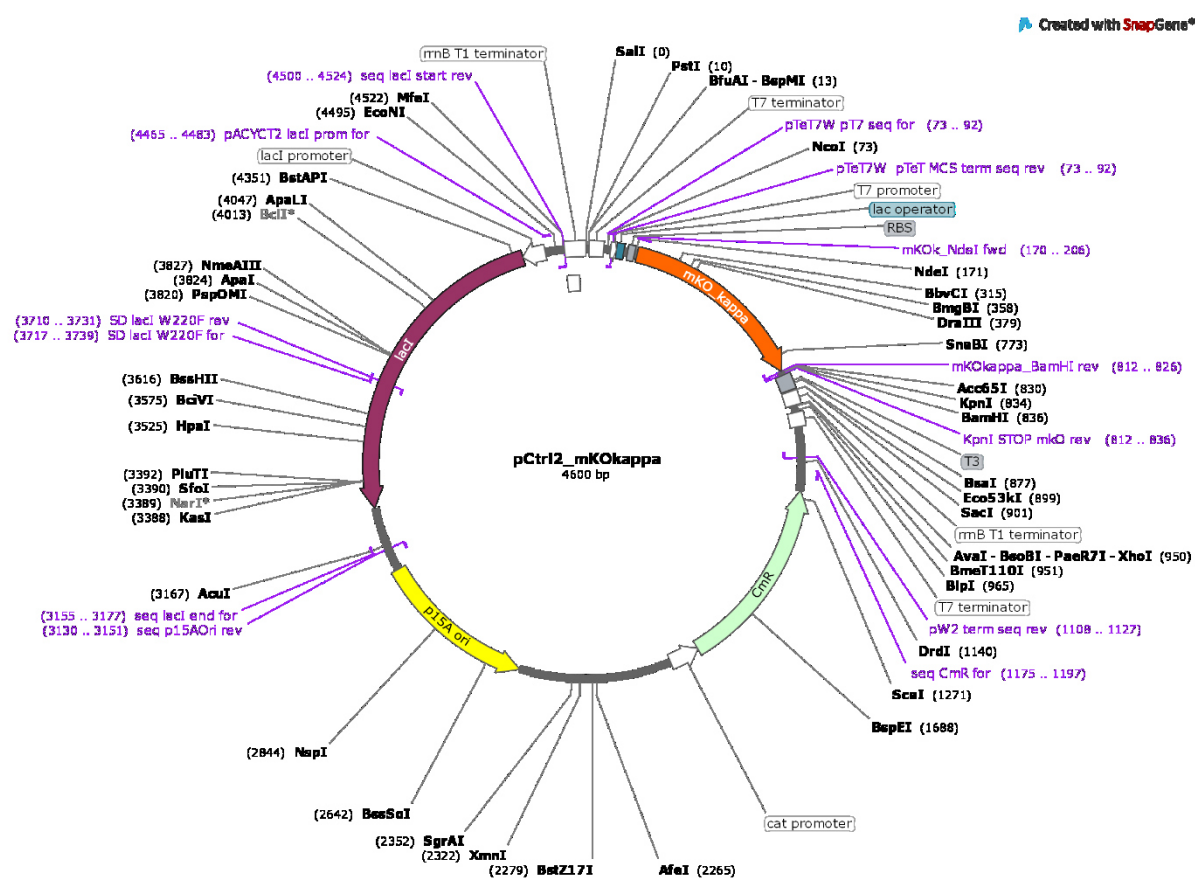 Created with SnapGene®
rrnB T1 terminator
SalI (0)
PstI (10)
BfuAI - BspMI (13)
T7 terminator
pTeT7W pT7 seq for (73 .. 92)
NcoI (73)
pTeT7W pTeT MCS term seq rev (73 .. 92)
T7 promoter
lac operator
RBS
mKOk_NdeI fwd (170 .. 206)
NdeI (171)
BbvCI (315)
BmgBI (358)
DraIII (379)
SnaBI (773)
mKOkappa_BamHI rev (812 .. 826)
Acc65I (830)
KpnI (834)
BamHI (836)
KpnI STOP mkO rev (812 .. 836)
T3
BsaI (877)
Eco53kI (899)
SacI (901)
rrnB T1 terminator
AvaI - BsoBI - PaeR7I - XhoI (950)
BmeT110I (951)
BlpI (965)
T7 terminator
pW2 term seq rev (1108 .. 1127)
DrdI (1140)
seq CmR for (1175 .. 1197)
ScaI (1271)
BspEI (1688)
cat promoter
AfeI (2265)
(2279) BstZ17I
(2322) XmnI
(2352) SgrAI
(2642) BssSαI
(2844) NspI
(3130 .. 3151) seq p15AOri rev
(3155 .. 3177) seq lacI end for
(3167) AcuI
(3388) KasI
(3389) NarI*
(3390) SfoI
(3392) PluTI
(3525) HpaI
(3575) BciVI
(3616) BssHII
(3717 .. 3739) SD lacI W220F for
(3710 .. 3731) SD lacI W220F rev
(3820) PspOMI
(3824) ApaI
(3827) NmeAIII
(4013) BclI*
(4047) ApaLI
(4351) BstAPI
lacI promoter
(4465 .. 4483) pACYCT2 lacI prom for
(4495) EcoNI
(4522) MfeI
(4500 .. 4524) seq lacI start rev
mKO_kappa
CmR
p15A ori
lacI
pCtrl2_mKOkappa
4600 bp